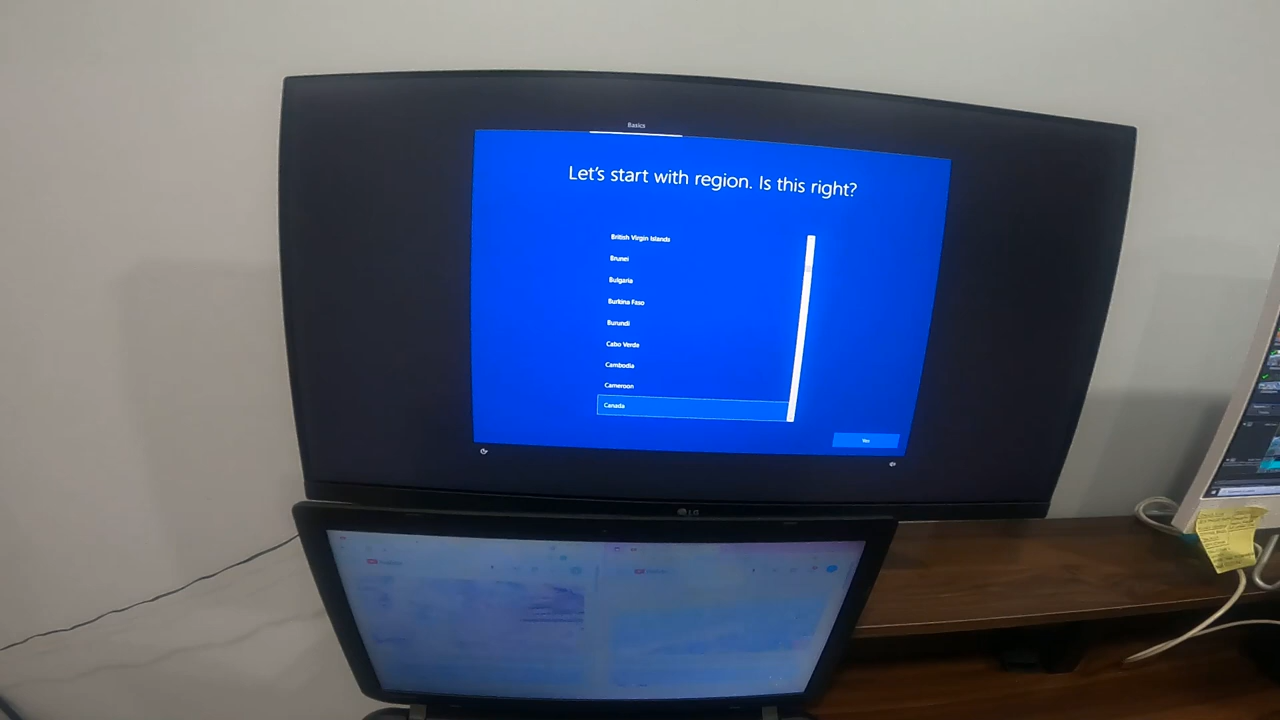 Basics
Let's start with region. Is this right?
British Virgin Islands
Brunei
Bulgaria
Burkina Faso
Burundi
Cabo Verde
Cambodia
Cameroon
Canada
Yes
LG